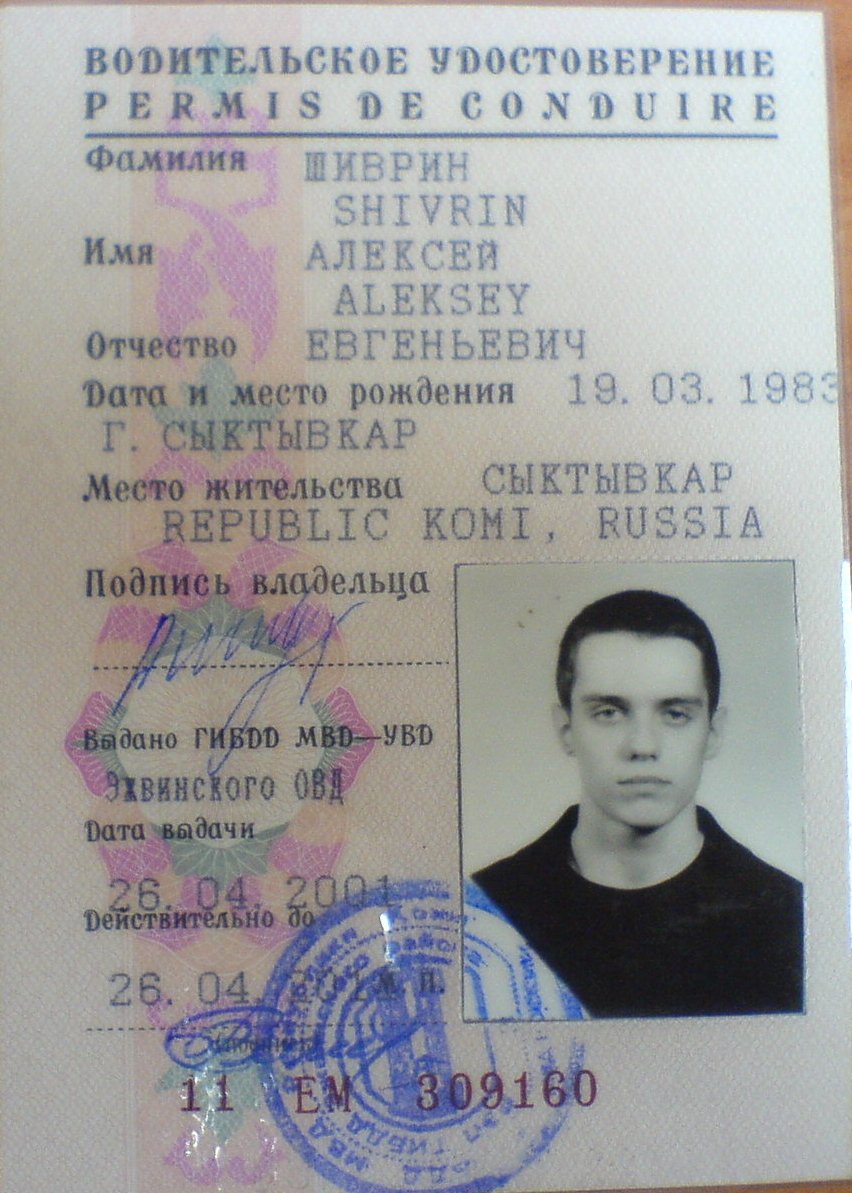 ВОДИТЕЛЬСКОЕ УДОСТОВЕРЕНИЕ
PERMIS DE CONDUIRE
Фамилия ШИВРИН
SHIVRIN
Имя АЛЕКСЕЙ
ALEKSEY
Отчество ЕВГЕНЬЕВИЧ
Дата и место рождения 19. 03. 1983
Г. СЫКТЫВКАР
Место жительства СЫКТЫВКАР
REPUBLIC KOMI, RUSSIA
Подпись владельца
Выдано ГИБДД МВД—УВД
ЭЖВИНСКОГО ОВД
Дата выдачи
26. 04. 2001
Действительно до
26. 04. М. П.
11 ЕМ 309160